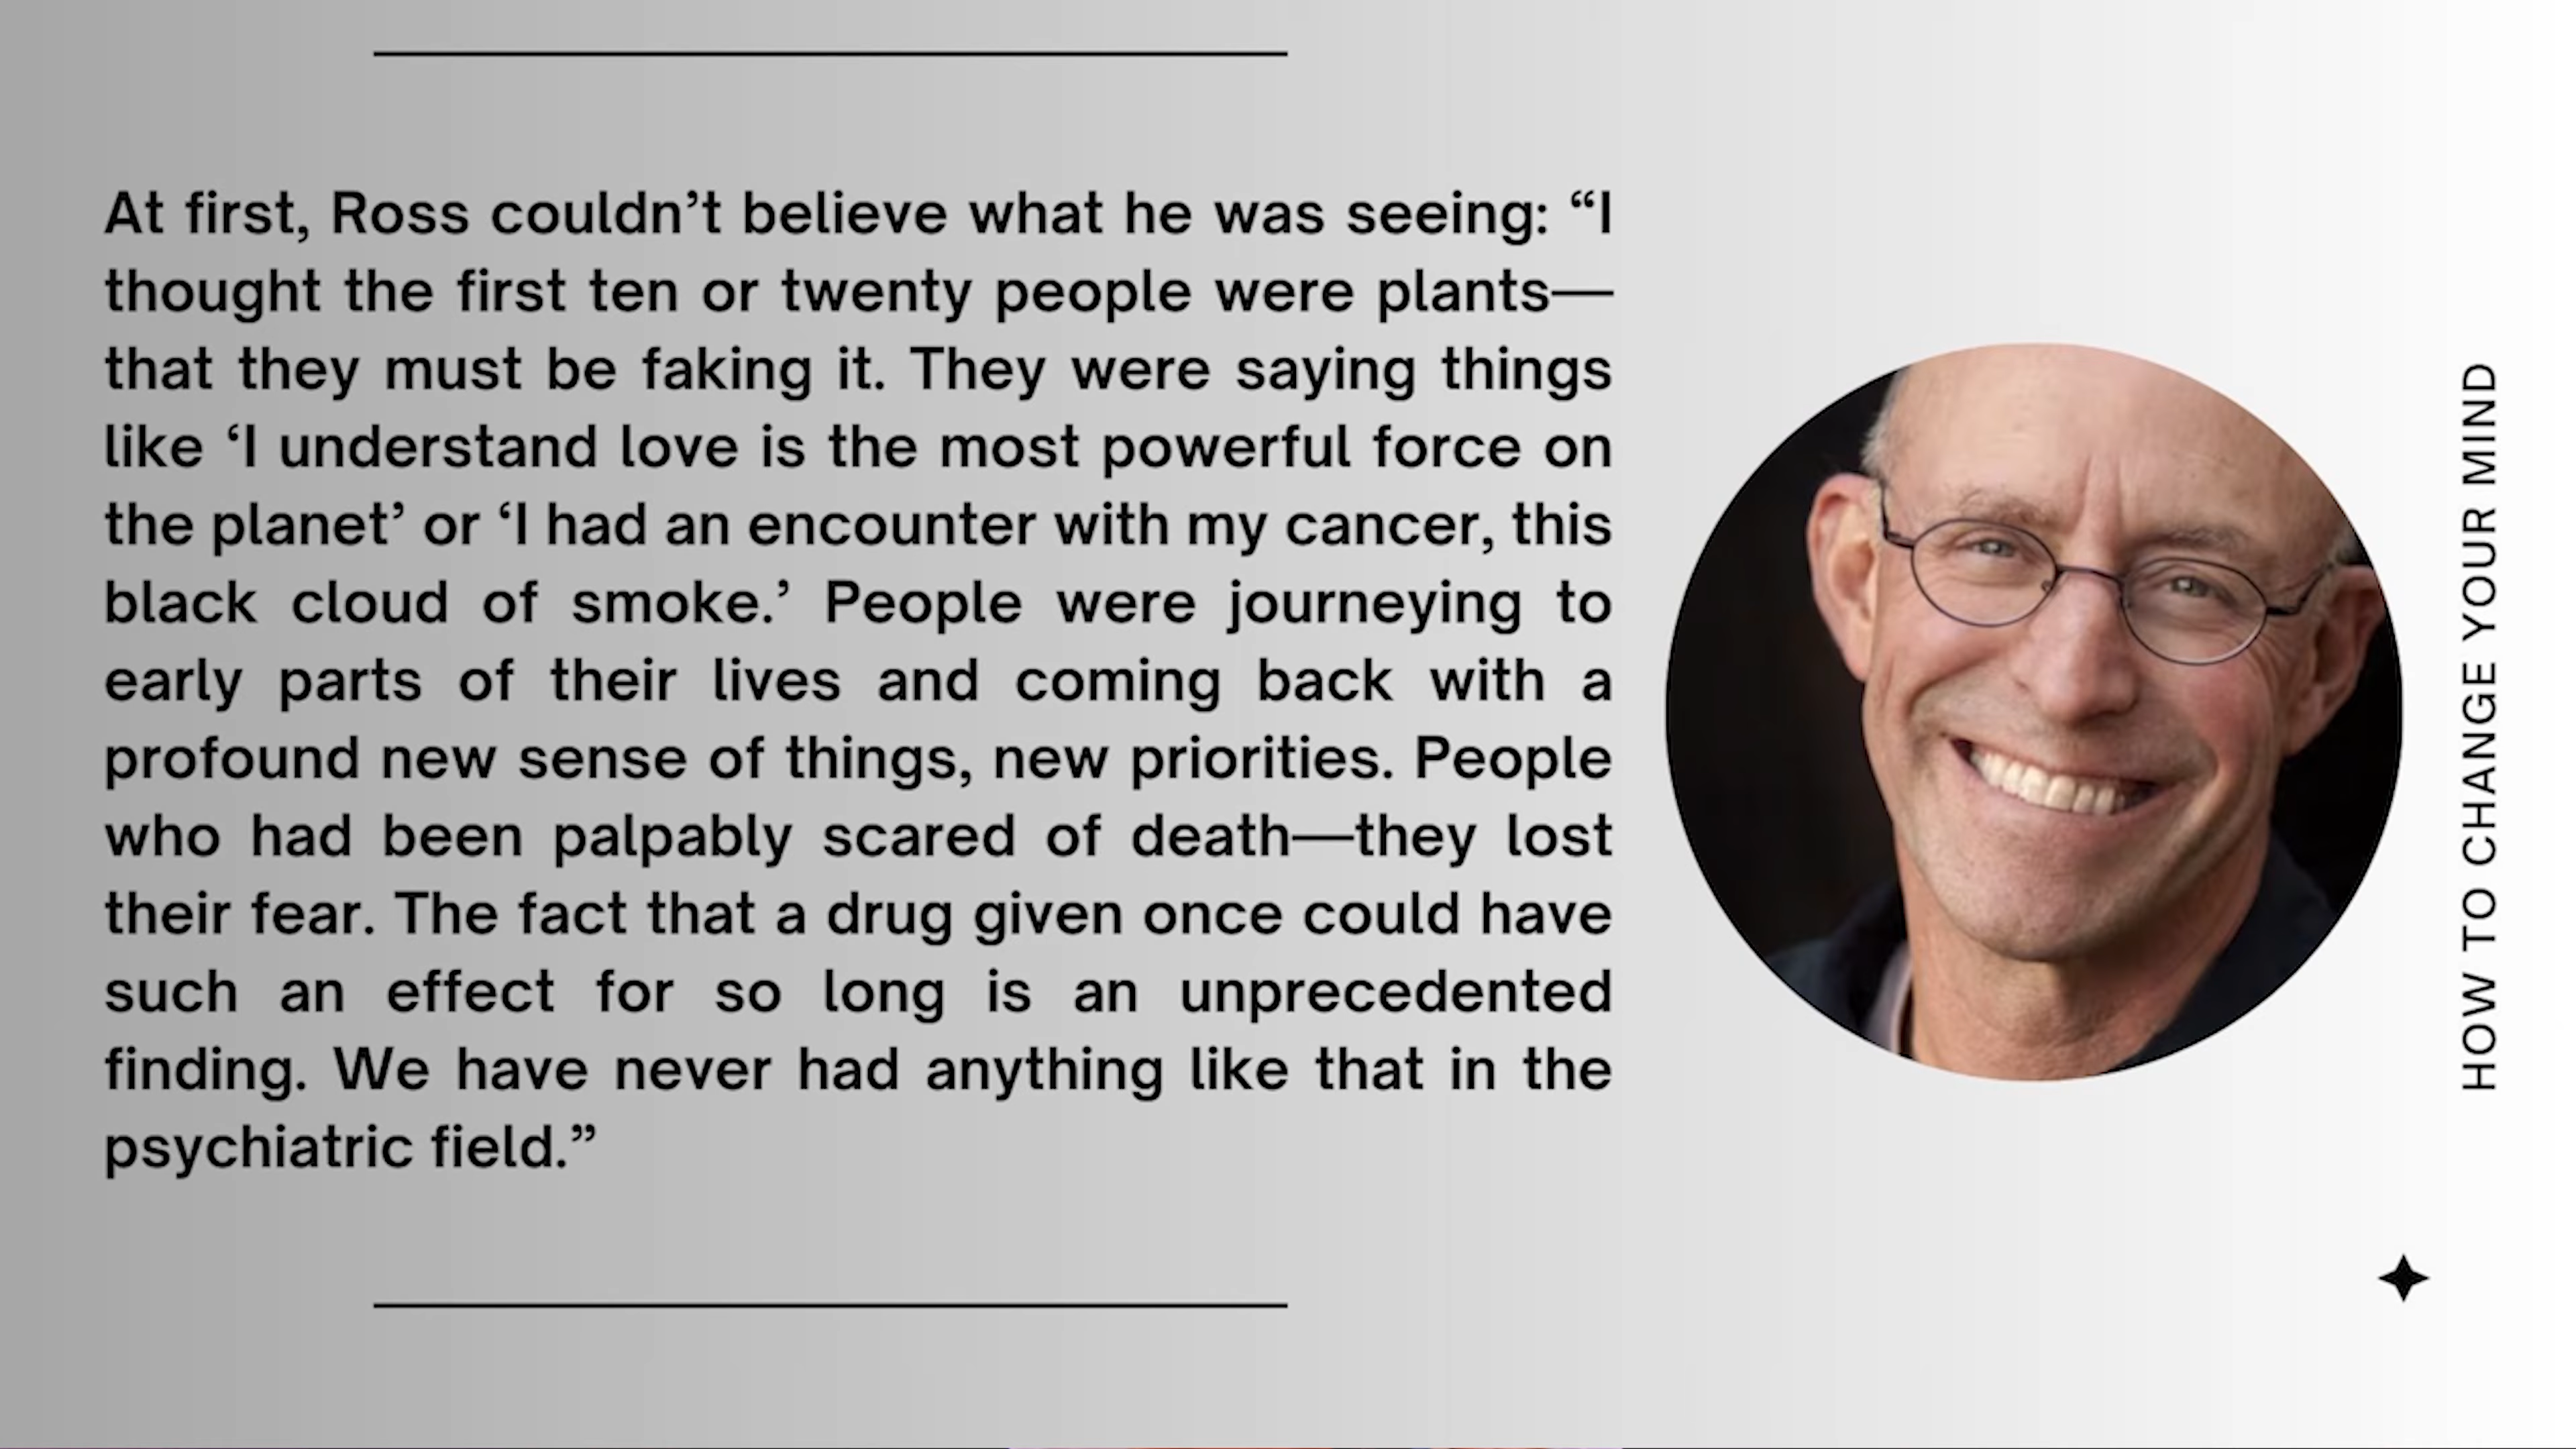 At first, Ross couldn’t believe what he was seeing: “I
thought the first ten or twenty people were plants—
that they must be faking it. They were saying things
like ‘I understand love is the most powerful force on
the planet’ or ‘I had an encounter with my cancer, this
black cloud of smoke.’ People were journeying to
early parts of their lives and coming back with a
profound new sense of things, new priorities. People
who had been palpably scared of death—they lost
their fear. The fact that a drug given once could have
such an effect for so long is an unprecedented
finding. We have never had anything like that in the
psychiatric field.”
HOW TO CHANGE YOUR MIND